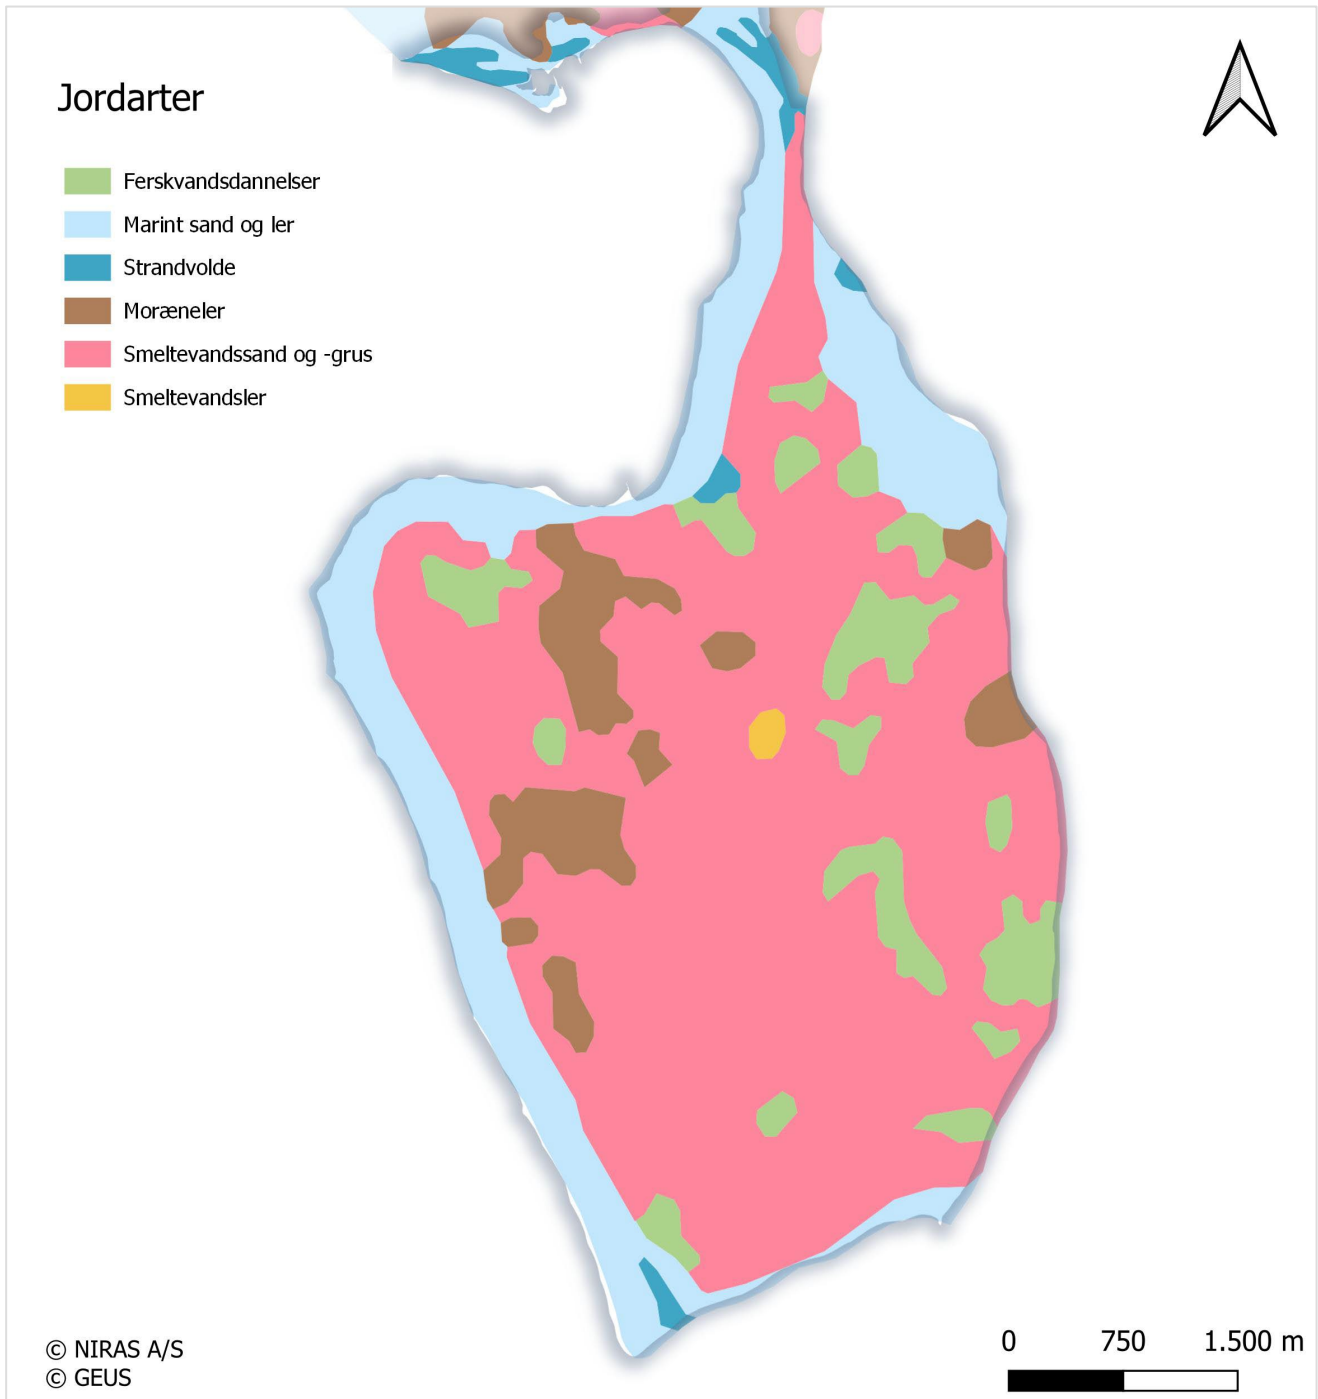 Jordarter
Ferskvandsdannelser
Marint sand og ler
Strandvolde
Moræneler
Smeltevandssand og -grus
Smeltevandsler
© NIRAS A/S
© GEUS
0 750 1.500 m